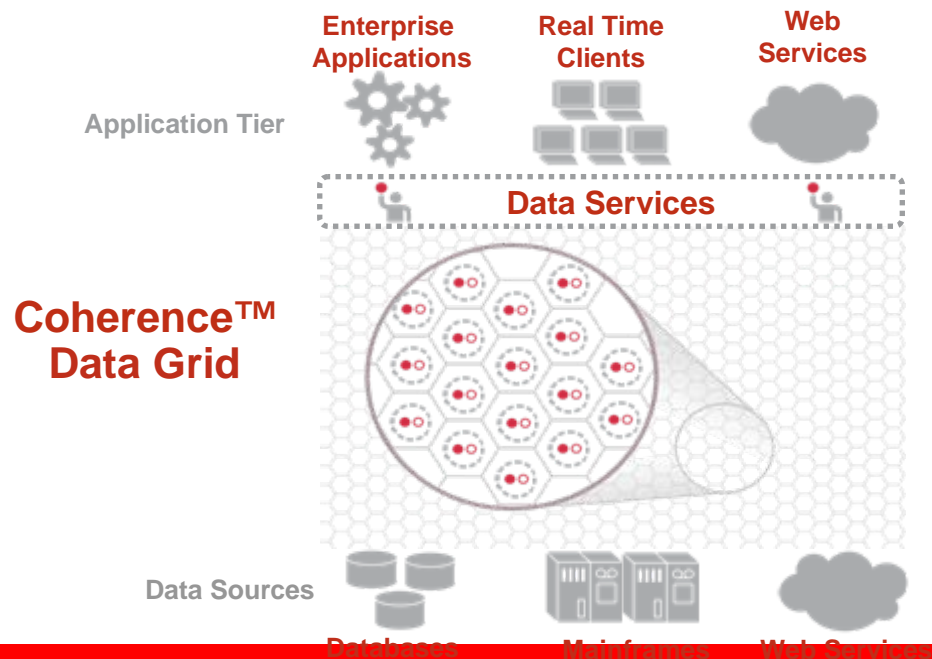 Enterprise
Applications
Real Time
Clients
Web
Services
Application Tier
Data Services
Coherence™
Data Grid
Data Sources
Databases
Mainframes
Web Services